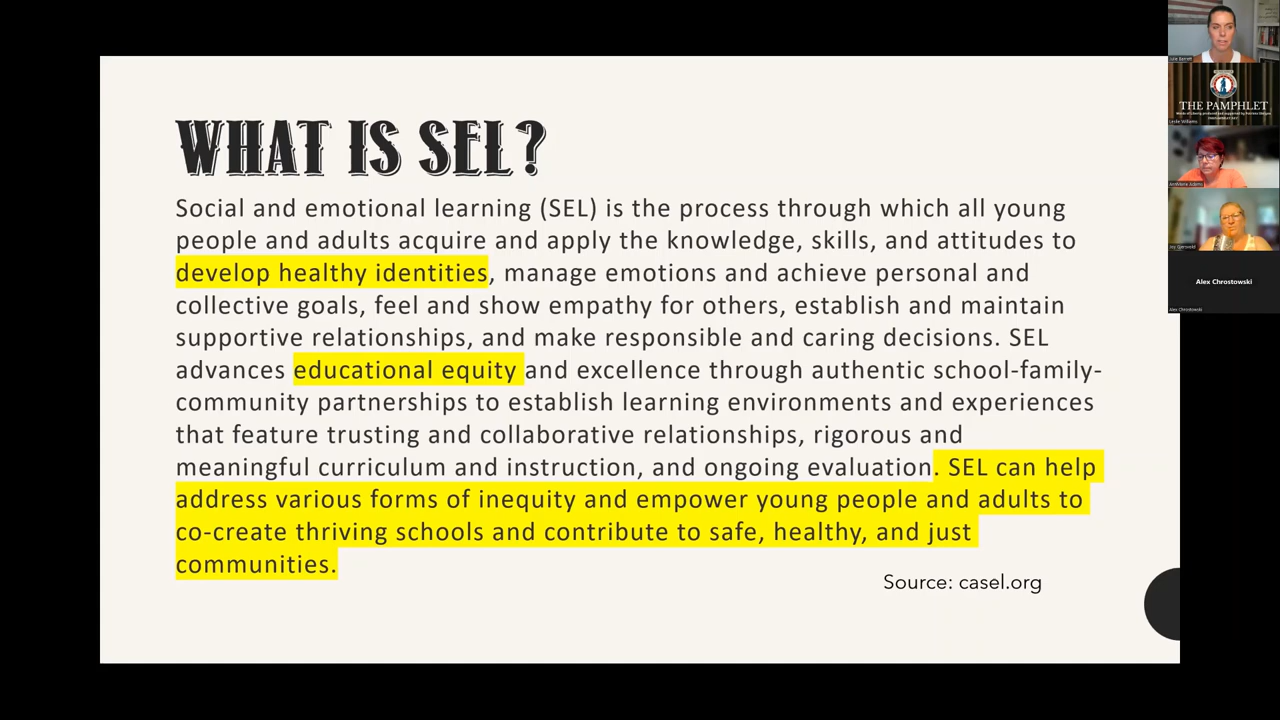 WHAT IS SEL?
Social and emotional learning (SEL) is the process through which all young
people and adults acquire and apply the knowledge, skills, and attitudes to
develop healthy identities, manage emotions and achieve personal and
collective goals, feel and show empathy for others, establish and maintain
supportive relationships, and make responsible and caring decisions. SEL
advances educational equity and excellence through authentic school-family-
community partnerships to establish learning environments and experiences
that feature trusting and collaborative relationships, rigorous and
meaningful curriculum and instruction, and ongoing evaluation. SEL can help
address various forms of inequity and empower young people and adults to
co-create thriving schools and contribute to safe, healthy, and just
communities.
Source: casel.org
THE PAMPHLET
Leslie Williams
Alex Chrostowski
Alex Chrostowski